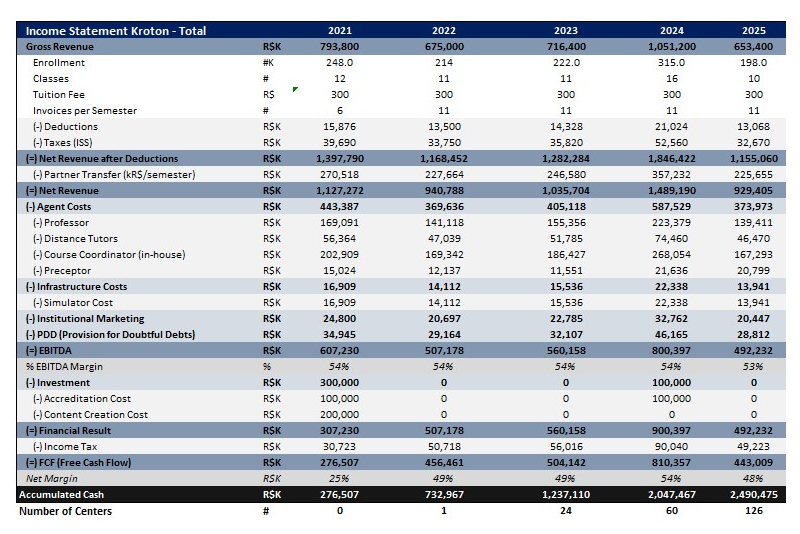 Income Statement Kroton - Total 2021 2022 2023 2024 2025
Gross Revenue R$K 793,800 675,000 716,400 1,051,200 653,400
Enrollment #K 248.0 214 222.0 315.0 198.0
Classes # 12 11 11 16 10
Tuition Fee R$ 300 300 300 300 300
Invoices per Semester # 6 11 11 11 11
(-) Deductions R$K 15,876 13,500 14,328 21,024 13,068
(-) Taxes (ISS) R$K 39,690 33,750 35,820 52,560 32,670
(=) Net Revenue after Deductions R$K 1,397,790 1,168,452 1,282,284 1,846,422 1,155,060
(-) Partner Transfer (kR$/semester) R$K 270,518 227,664 246,580 357,232 225,655
(=) Net Revenue R$K 1,127,272 940,788 1,035,704 1,489,190 929,405
(-) Agent Costs R$K 443,387 369,636 405,118 587,529 373,973
(-) Professor R$K 169,091 141,118 155,356 223,379 139,411
(-) Distance Tutors R$K 56,364 47,039 51,785 74,460 46,470
(-) Course Coordinator (in-house) R$K 202,909 169,342 186,427 268,054 167,293
(-) Preceptor R$K 15,024 12,137 11,551 21,636 20,799
(-) Infrastructure Costs R$K 16,909 14,112 15,536 22,338 13,941
(-) Simulator Cost R$K 16,909 14,112 15,536 22,338 13,941
(-) Institutional Marketing R$K 24,800 20,697 22,785 32,762 20,447
(-) PDD (Provision for Doubtful Debts) R$K 34,945 29,164 32,107 46,165 28,812
(=) EBITDA R$K 607,230 507,178 560,158 800,397 492,232
% EBITDA Margin % 54% 54% 54% 54% 53%
(-) Investment R$K 300,000 0 0 100,000 0
(-) Accreditation Cost R$K 100,000 0 0 100,000 0
(-) Content Creation Cost R$K 200,000 0 0 0 0
(=) Financial Result R$K 307,230 507,178 560,158 900,397 492,232
(-) Income Tax R$K 30,723 50,718 56,016 90,040 49,223
(=) FCF (Free Cash Flow) R$K 276,507 456,461 504,142 810,357 443,009
Net Margin R$K 25% 49% 49% 54% 48%
Accumulated Cash R$K 276,507 732,967 1,237,110 2,047,467 2,490,475
Number of Centers # 0 1 24 60 126